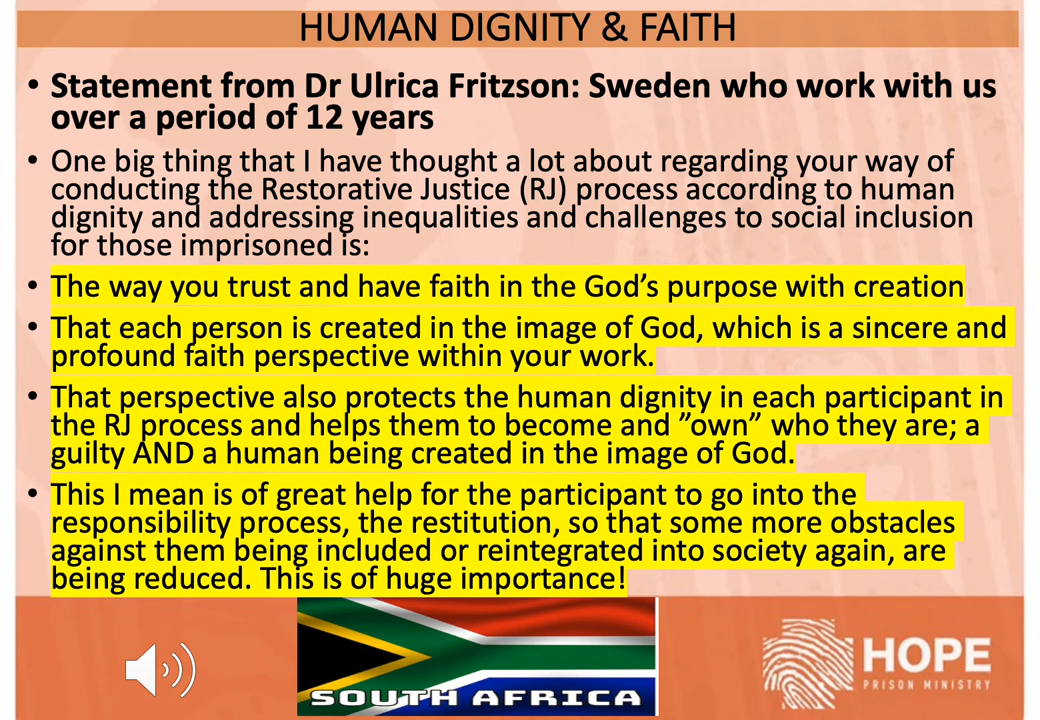 HUMAN DIGNITY & FAITH
• Statement from Dr Ulrica Fritzson: Sweden who work with us
over a period of 12 years
• One big thing that I have thought a lot about regarding your way of
conducting the Restorative Justice (RJ) process according to human
dignity and addressing inequalities and challenges to social inclusion
for those imprisoned is:
• The way you trust and have faith in the God’s purpose with creation
• That each person is created in the image of God, which is a sincere and
profound faith perspective within your work.
• That perspective also protects the human dignity in each participant in
the RJ process and helps them to become and ”own” who they are; a
guilty AND a human being created in the image of God.
• This I mean is of great help for the participant to go into the
responsibility process, the restitution, so that some more obstacles
against them being included or reintegrated into society again, are
being reduced. This is of huge importance!
SOUTH AFRICA
HOPE
PRISON MINISTRY